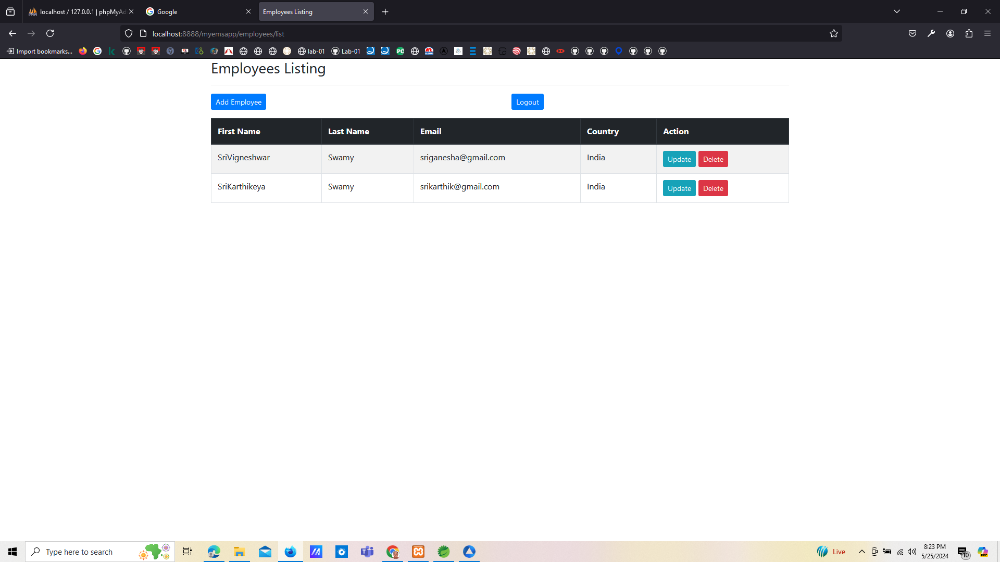 localhost / 127.0.0.1 | phpMyAd
Google
Employees Listing
localhost:8888/myemsapp/employees/list
Import bookmarks...
lab-01
Lab-01
PC
Employees Listing
Add Employee
Logout
First Name Last Name Email Country Action
SriVigneshwar Swamy sriganesha@gmail.com India Update Delete
SriKarthikeya Swamy srikarthik@gmail.com India Update Delete
Type here to search
Live
8:23 PM
5/25/2024
10
PRE